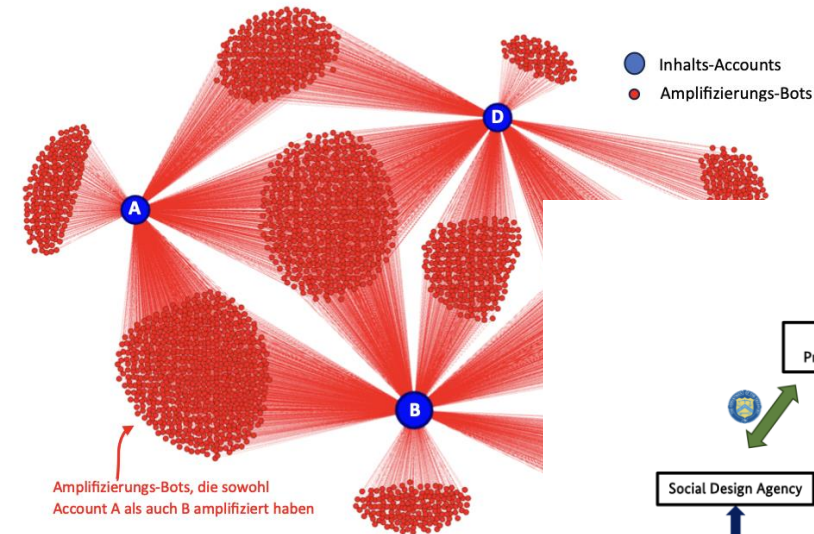 D
Inhalts-Accounts
Amplifizierungs-Bots
A
B
Amplifizierungs-Bots, die sowohl
Account A als auch B amplifiziert haben
Social Design Agency